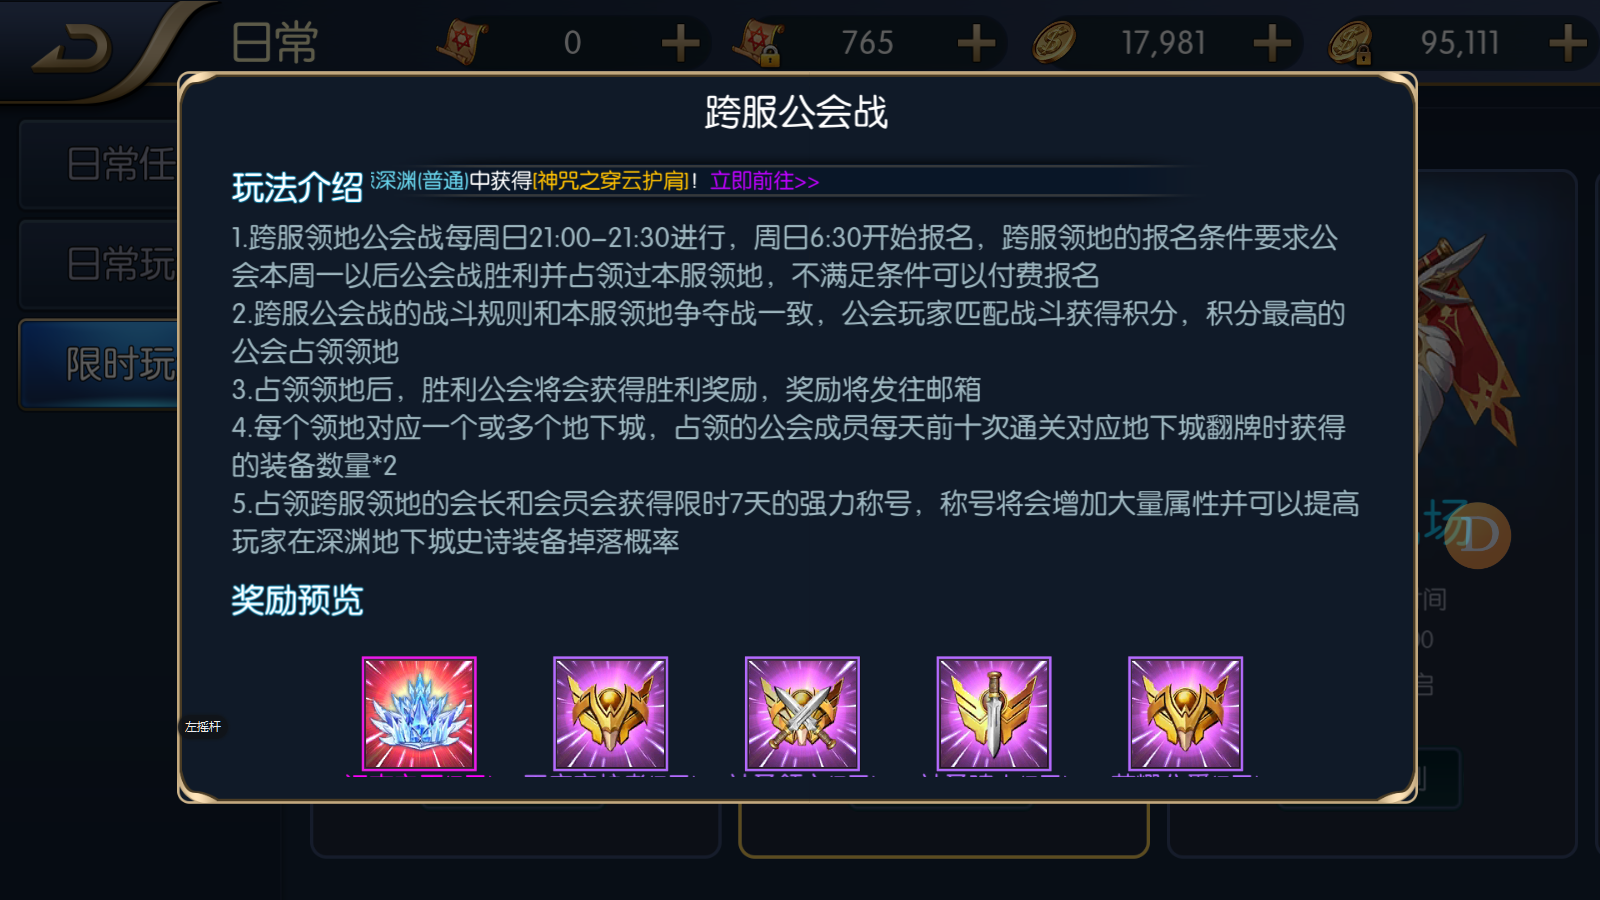 日常
0
765
17,981
95,111
日常任
日常玩
限时玩
跨服公会战
玩法介绍
深渊(普通)中获得[神咒之穿云护肩]! 立即前往>>
1.跨服领地公会战每周日21:00-21:30进行，周日6:30开始报名，跨服领地的报名条件要求公
会本周一以后公会战胜利并占领过本服领地，不满足条件可以付费报名
2.跨服公会战的战斗规则和本服领地争夺战一致，公会玩家匹配战斗获得积分，积分最高的
公会占领领地
3.占领领地后，胜利公会将会获得胜利奖励，奖励将发往邮箱
4.每个领地对应一个或多个地下城，占领的公会成员每天前十次通关对应地下城翻牌时获得
的装备数量*2
5.占领跨服领地的会长和会员会获得限时7天的强力称号，称号将会增加大量属性并可以提高
玩家在深渊地下城史诗装备掉落概率
奖励预览
左摇杆
场
D
间